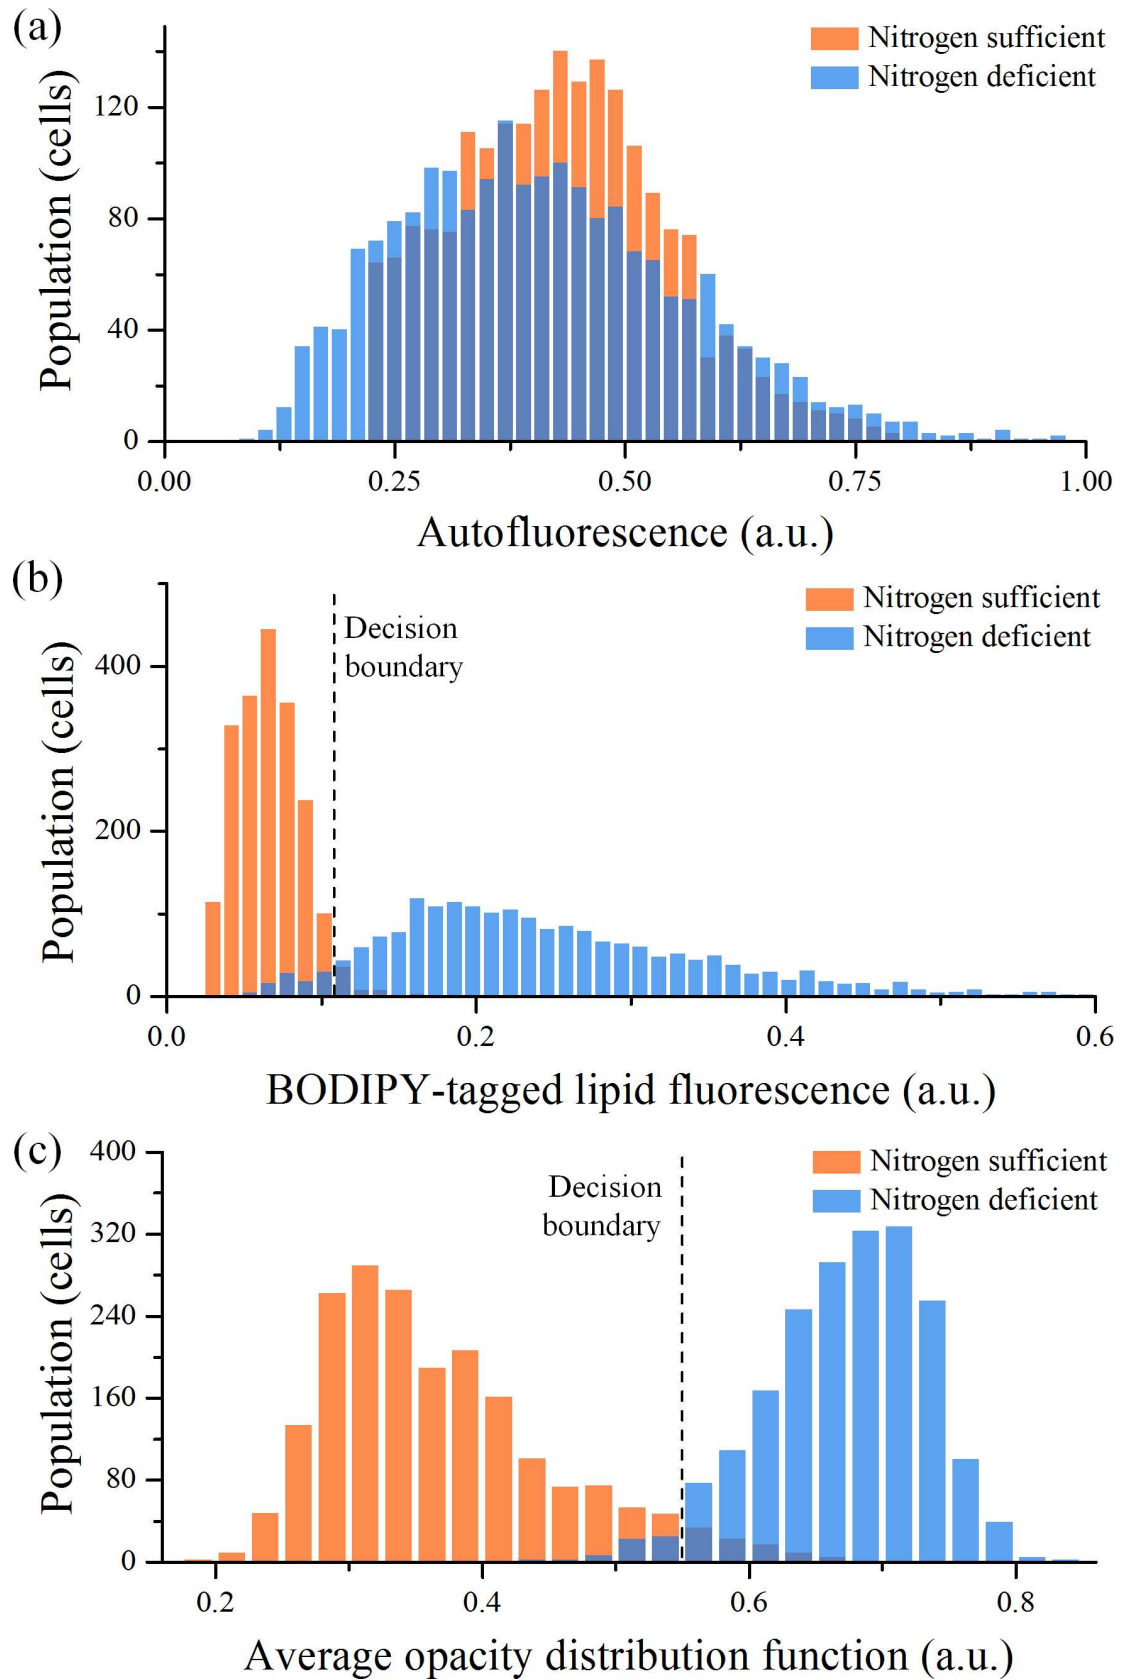 (a)
Nitrogen sufficient
Nitrogen deficient
Population (cells)
120
80
40
0
0.00 0.25 0.50 0.75 1.00
Autofluorescence (a.u.)
(b)
Nitrogen sufficient
Nitrogen deficient
Decision
boundary
Population (cells)
400
200
0
0.0 0.2 0.4 0.6
BODIPY-tagged lipid fluorescence (a.u.)
(c)
Nitrogen sufficient
Nitrogen deficient
Decision
boundary
Population (cells)
400
320
240
160
80
0
0.2 0.4 0.6 0.8
Average opacity distribution function (a.u.)